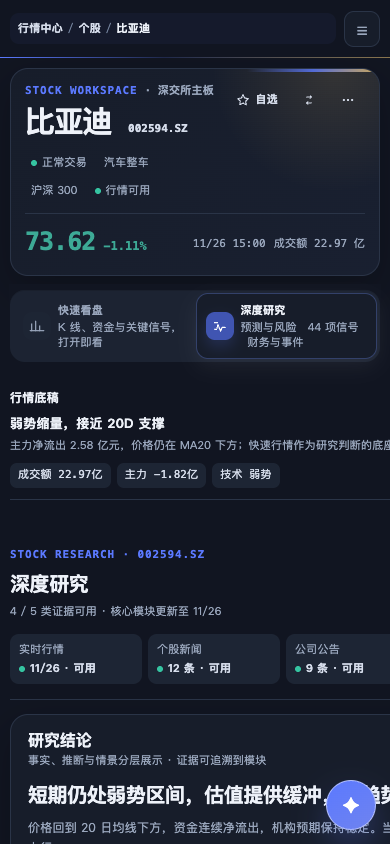 行情中心 / 个股 / 比亚迪
STOCK WORKSPACE · 深交所主板
自选
比亚迪 002594.SZ
正常交易 汽车整车
沪深 300 行情可用
73.62 −1.11%
11/26 15:00 成交额 22.97 亿
快速看盘
K 线、资金与关键信号，
打开即看
深度研究
预测与风险 44 项信号
财务与事件
行情底稿
弱势缩量，接近 20D 支撑
主力净流出 2.58 亿元，价格仍在 MA20 下方；快速行情作为研究判断的底座
成交额 22.97亿
主力 −1.82亿
技术 弱势
STOCK RESEARCH · 002594.SZ
深度研究
4 / 5 类证据可用 · 核心模块更新至 11/26
实时行情
11/26 · 可用
个股新闻
12 条 · 可用
公司公告
9 条 · 可用
研究结论
事实、推断与情景分层展示 · 证据可追溯到模块
短期仍处弱势区间，估值提供缓冲，趋势
价格回到 20 日均线下方，资金连续净流出，机构预期保持稳定。当